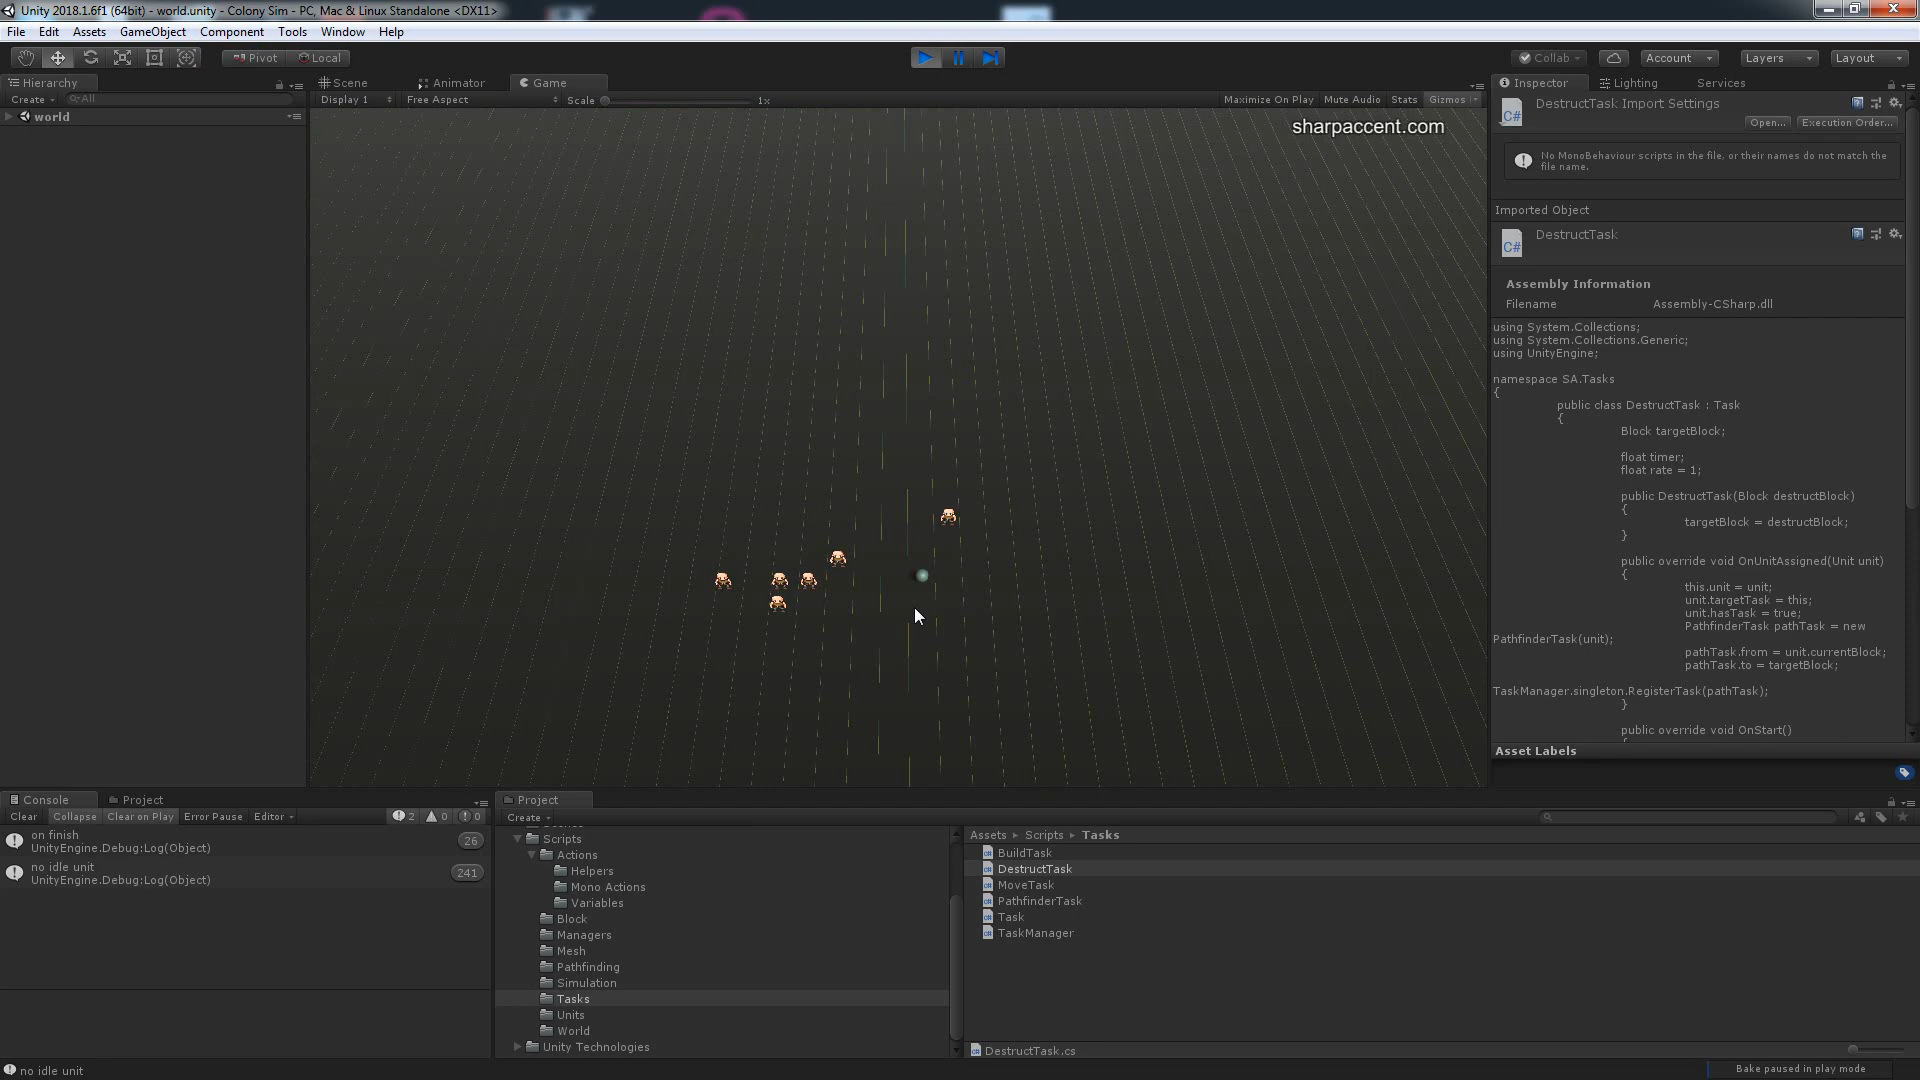 Unity 2018.1.6f1 (64bit) - world.unity - Colony Sim - PC, Mac & Linux Standalone <DX11>
File Edit Assets GameObject Component Tools Window Help
Pivot Local Collab Account Layers Layout
Hierarchy
Create All
world
Scene Animator Game
Display 1 Free Aspect Scale 1x Maximize On Play Mute Audio Stats Gizmos
sharpaccent.com
Inspector Lighting Services
DestructTask Import Settings
Open... Execution Order...
No MonoBehaviour scripts in the file, or their names do not match the
file name.
Imported Object
DestructTask
Assembly Information
Filename Assembly-CSharp.dll
using System.Collections;
using System.Collections.Generic;
using UnityEngine;
namespace SA.Tasks
{
public class DestructTask : Task
{
Block targetBlock;
float timer;
float rate = 1;
public DestructTask(Block destructBlock)
{
targetBlock = destructBlock;
}
public override void OnUnitAssigned(Unit unit)
{
this.unit = unit;
unit.targetTask = this;
unit.hasTask = true;
PathfinderTask pathTask = new
PathfinderTask(unit);
pathTask.from = unit.currentBlock;
pathTask.to = targetBlock;
TaskManager.singleton.RegisterTask(pathTask);
}
public override void OnStart()
Asset Labels
Console Project
Clear Collapse Clear on Play Error Pause Editor 2 0 0
on finish
UnityEngine.Debug:Log(Object)
26
no idle unit
UnityEngine.Debug:Log(Object)
241
Project
Create
Scripts
Actions
Helpers
Mono Actions
Variables
Block
Managers
Mesh
Pathfinding
Simulation
Tasks
Units
World
Unity Technologies
Assets Scripts Tasks
BuildTask
DestructTask
MoveTask
PathfinderTask
Task
TaskManager
DestructTask.cs
no idle unit
Bake paused in play mode